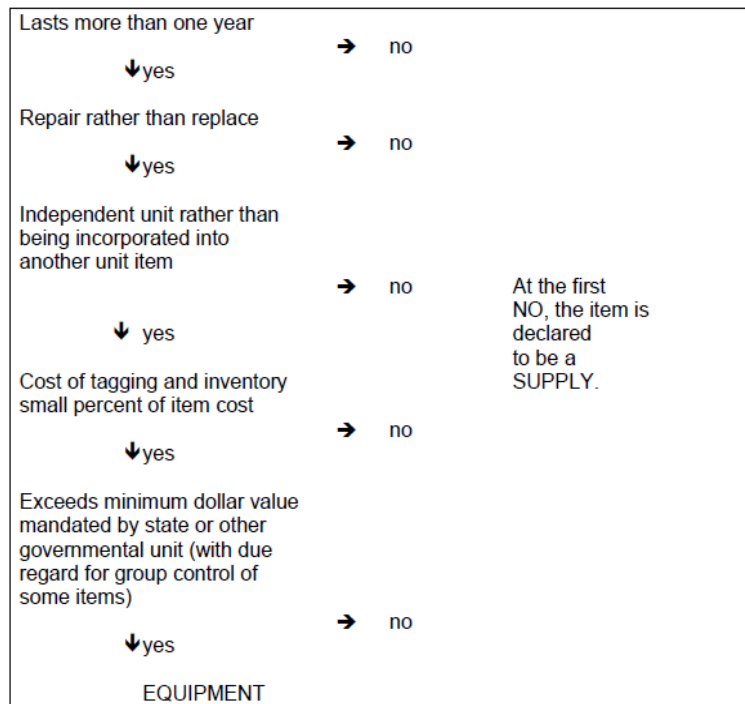 Lasts more than one year
➔ no
🡻yes
Repair rather than replace
➔ no
🡻yes
Independent unit rather than
being incorporated into
another unit item
➔ no
At the first
NO, the item is
declared
to be a
SUPPLY.
🡻 yes
Cost of tagging and inventory
small percent of item cost
➔ no
🡻yes
Exceeds minimum dollar value
mandated by state or other
governmental unit (with due
regard for group control of
some items)
➔ no
🡻yes
EQUIPMENT